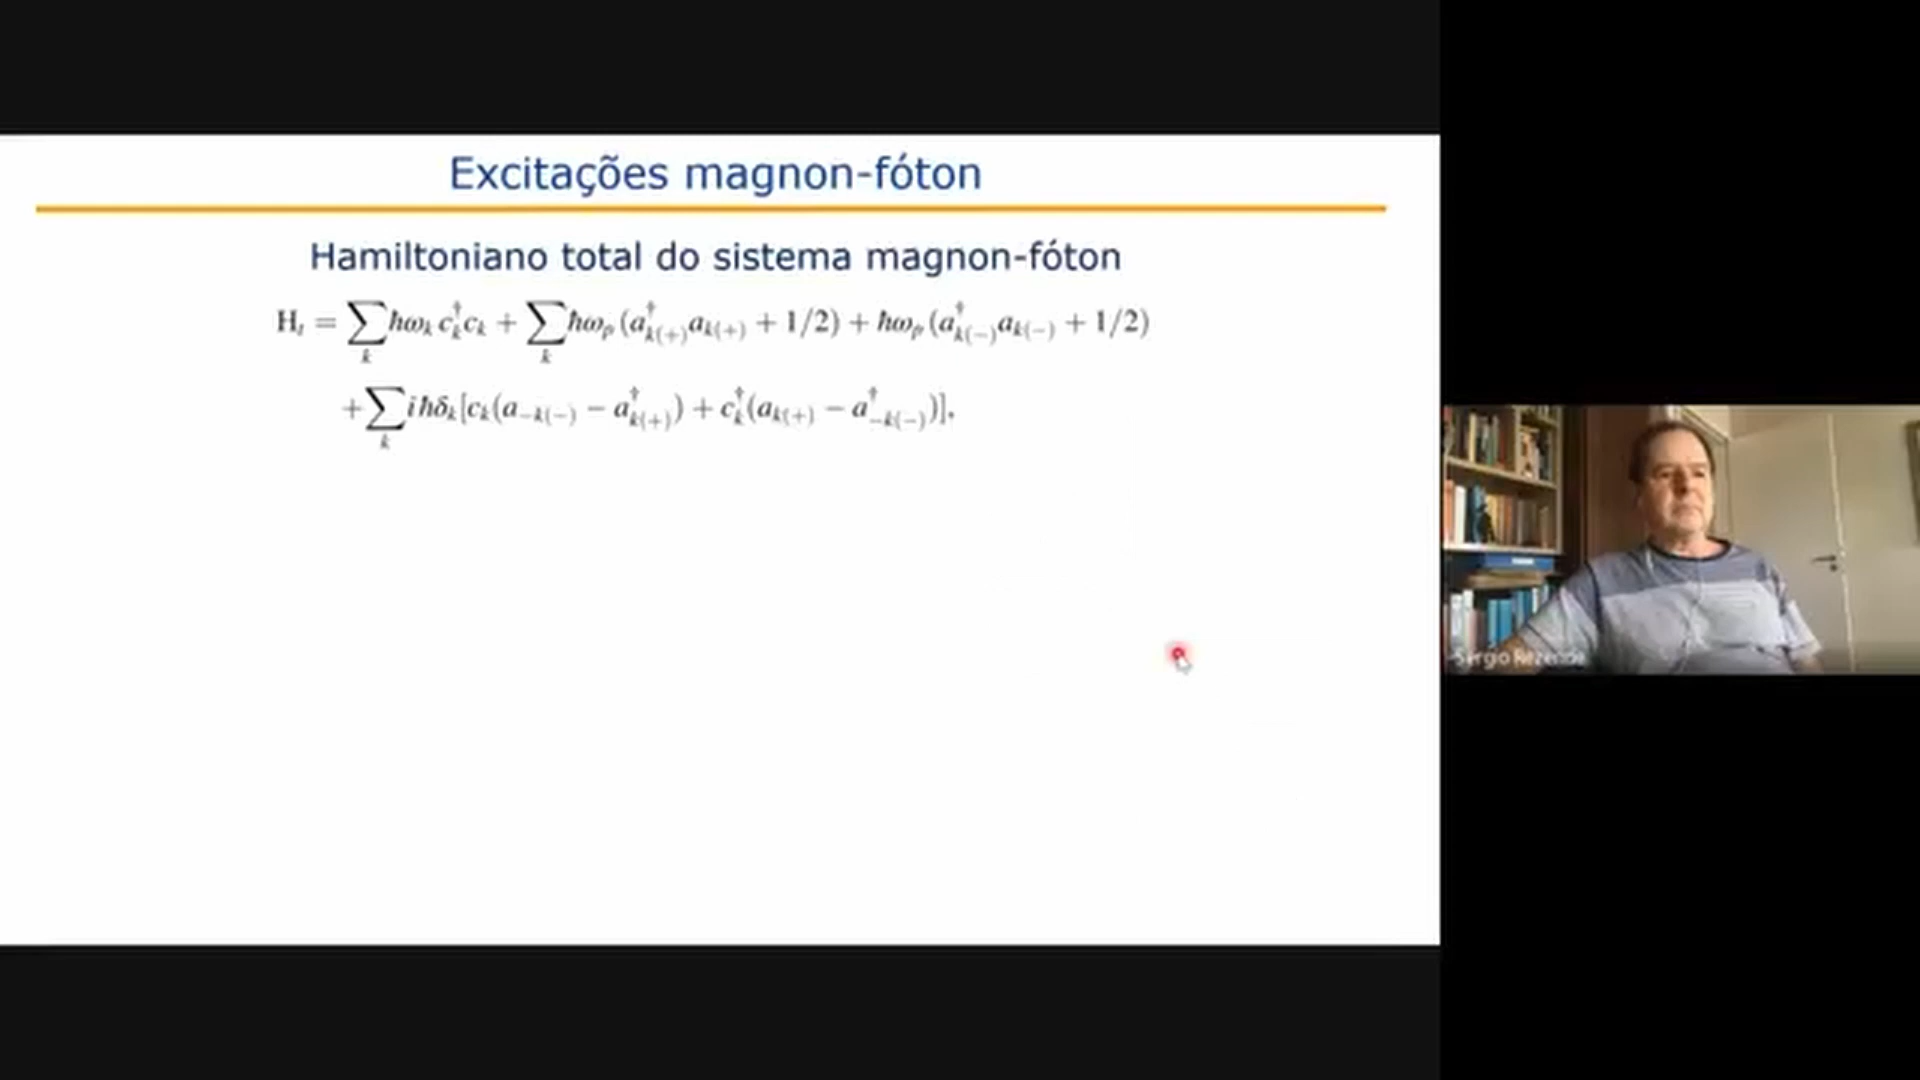 Excitações magnon-fóton
Hamiltoniano total do sistema magnon-fóton
H_t = ∑_k ħω_k c_k^† c_k + ∑_k ħω_p (a_{k(+)}^† a_{k(+)} + 1/2) + ħω_p (a_{k(−)}^† a_{k(−)} + 1/2)
+ ∑_k iħδ_k [c_k (a_{−k(−)} − a_{k(+)}^†) + c_k^† (a_{k(+)} − a_{−k(−)}^†)],
Sergio Rezende